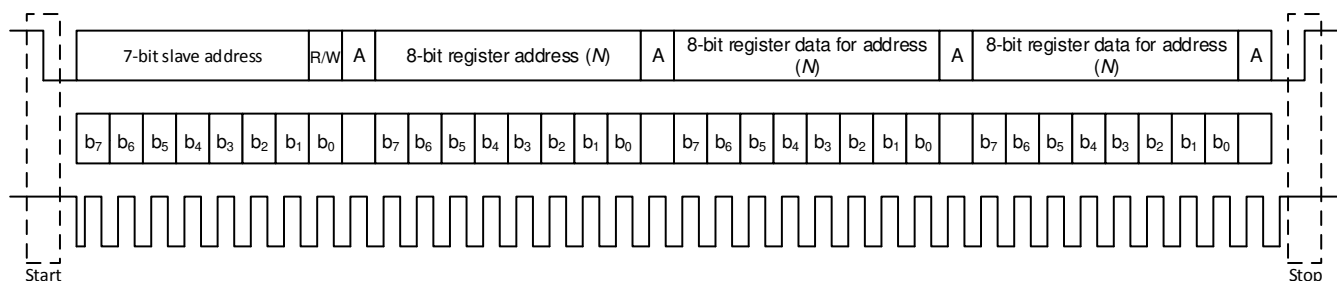 7-bit slave address R/W A 8-bit register address (N) A 8-bit register data for address (N) A 8-bit register data for address (N) A
b7 b6 b5 b4 b3 b2 b1 b0 b7 b6 b5 b4 b3 b2 b1 b0 b7 b6 b5 b4 b3 b2 b1 b0 b7 b6 b5 b4 b3 b2 b1 b0
Start Stop